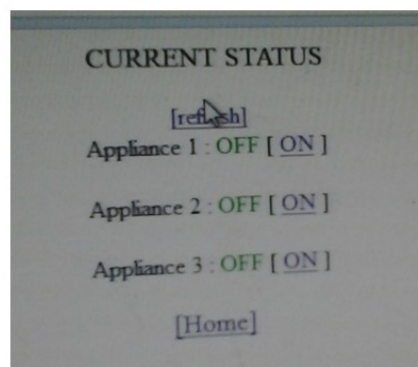 CURRENT STATUS
[refresh]
Appliance 1 : OFF [ ON ]
Appliance 2 : OFF [ ON ]
Appliance 3 : OFF [ ON ]
[Home]